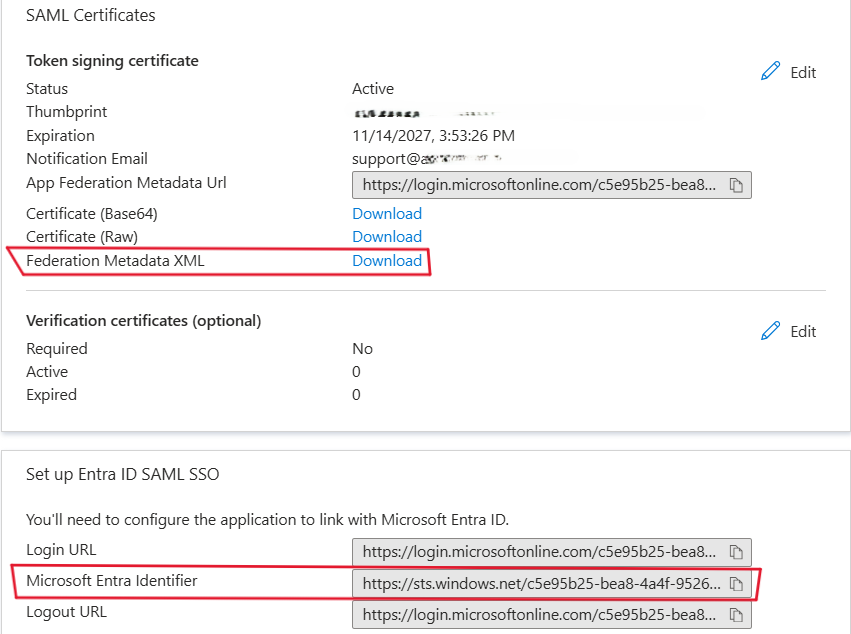 SAML Certificates
Token signing certificate
Edit
Status Active
Thumbprint
Expiration 11/14/2027, 3:53:26 PM
Notification Email support@
App Federation Metadata Url https://login.microsoftonline.com/c5e95b25-bea8...
Certificate (Base64) Download
Certificate (Raw) Download
Federation Metadata XML Download
Verification certificates (optional)
Edit
Required No
Active 0
Expired 0
Set up Entra ID SAML SSO
You'll need to configure the application to link with Microsoft Entra ID.
Login URL https://login.microsoftonline.com/c5e95b25-bea8...
Microsoft Entra Identifier https://sts.windows.net/c5e95b25-bea8-4a4f-9526...
Logout URL https://login.microsoftonline.com/c5e95b25-bea8...